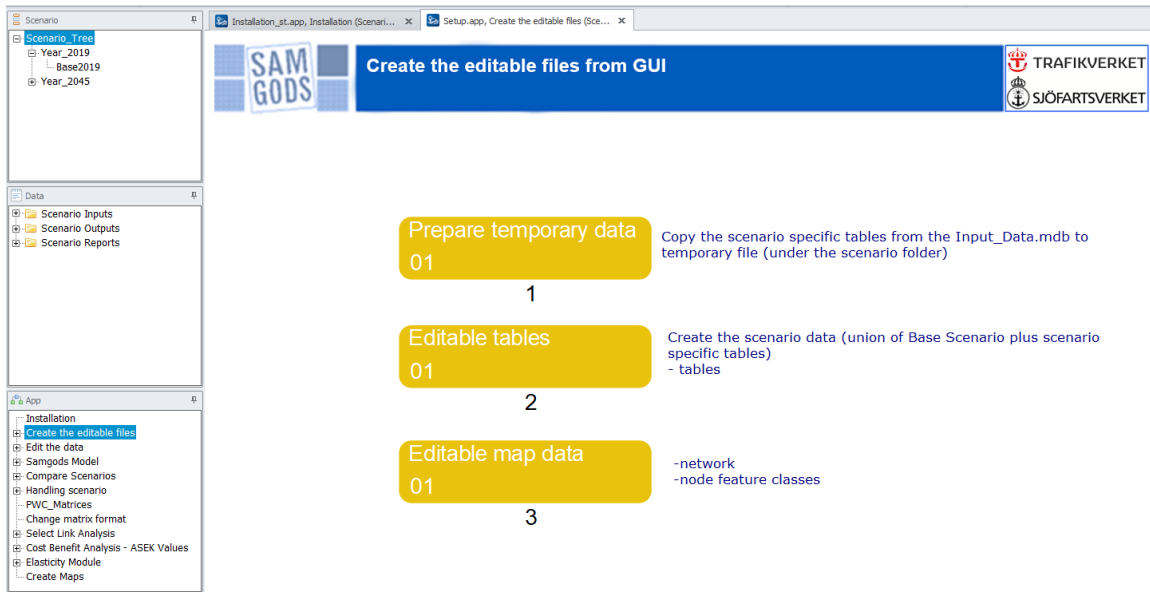 Scenario
Scenario_Tree
Year_2019
Base2019
Year_2045
Data
Scenario Inputs
Scenario Outputs
Scenario Reports
App
Installation
Create the editable files
Edit the data
Samgods Model
Compare Scenarios
Handling scenario
PWC_Matrices
Change matrix format
Select Link Analysis
Cost Benefit Analysis - ASEK Values
Elasticity Module
Create Maps
Installation_st.app, Installation (Scenari...
Setup.app, Create the editable files (Sce...
SAM
GODS
Create the editable files from GUI
TRAFIKVERKET
SJÖFARTSVERKET
Prepare temporary data
01
1
Copy the scenario specific tables from the Input_Data.mdb to
temporary file (under the scenario folder)
Editable tables
01
2
Create the scenario data (union of Base Scenario plus scenario
specific tables)
- tables
Editable map data
01
3
-network
-node feature classes